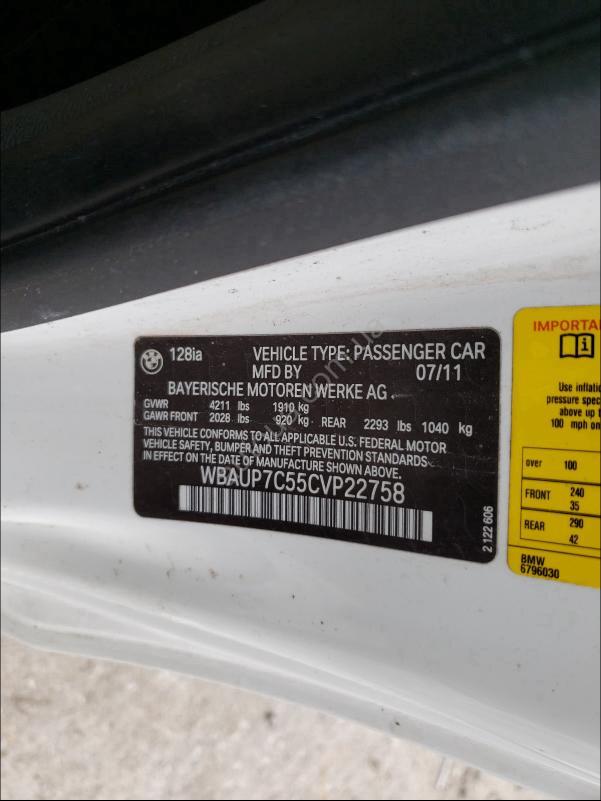 128ia VEHICLE TYPE: PASSENGER CAR
MFD BY 07/11
BAYERISCHE MOTOREN WERKE AG
GVWR 4211 lbs 1910 kg
GAWR FRONT 2028 lbs 920 kg REAR 2293 lbs 1040 kg
THIS VEHICLE CONFORMS TO ALL APPLICABLE U.S. FEDERAL MOTOR
VEHICLE SAFETY, BUMPER AND THEFT PREVENTION STANDARDS
IN EFFECT ON THE DATE OF MANUFACTURE SHOWN ABOVE.
WBAUP7C55CVP22758
2 122 606
IMPORTA
Use inflati
pressure spec
above up t
100 mph on
over 100
FRONT 240
35
REAR 290
42
BMW
6796030